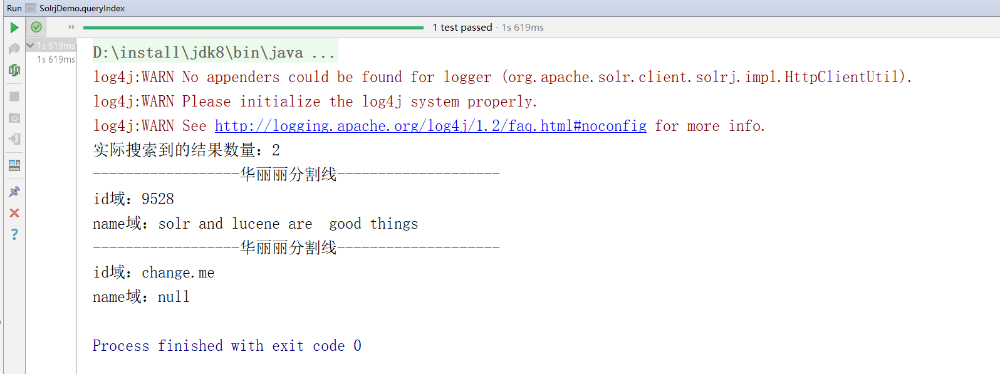 Run SolrjDemo.queryIndex
» 1 test passed - 1s 619ms
1s 619ms
1s 619ms
D:\install\jdk8\bin\java ...
log4j:WARN No appenders could be found for logger (org.apache.solr.client.solrj.impl.HttpClientUtil).
log4j:WARN Please initialize the log4j system properly.
log4j:WARN See http://logging.apache.org/log4j/1.2/faq.html#noconfig for more info.
实际搜索到的结果数量：2
------------------华丽丽分割线--------------------
id域：9528
name域：solr and lucene are  good things
------------------华丽丽分割线--------------------
id域：change.me
name域：null
Process finished with exit code 0